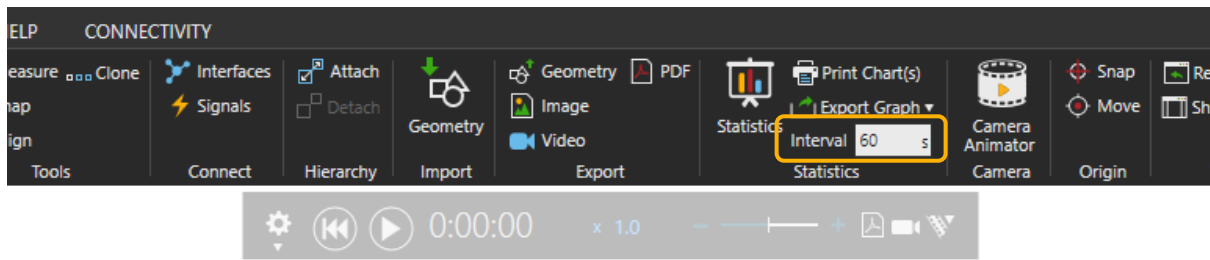 HELP CONNECTIVITY
easure Clone Interfaces Attach Geometry PDF Print Chart(s) Snap Re
nap Signals Detach Image Export Graph Move Sh
Geometry Statistics Camera Animator
ign Video Interval 60 s
Tools Connect Hierarchy Import Export Statistics Camera Origin
0:00:00 x 1.0